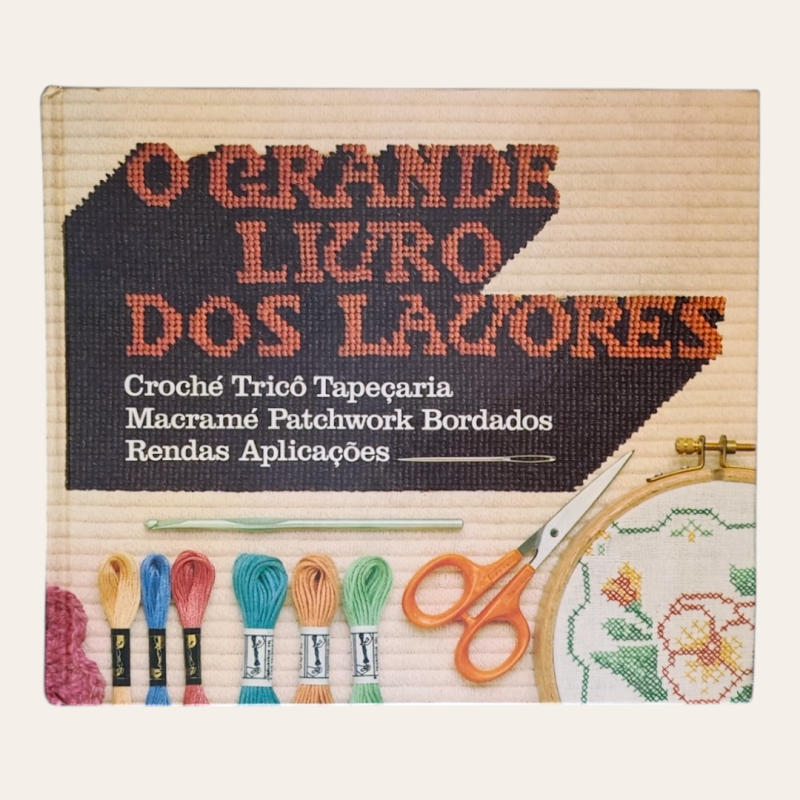 O GRANDE
LIVRO
DOS LAVORES
Croché Tricô Tapeçaria
Macramé Patchwork Bordados
Rendas Aplicações